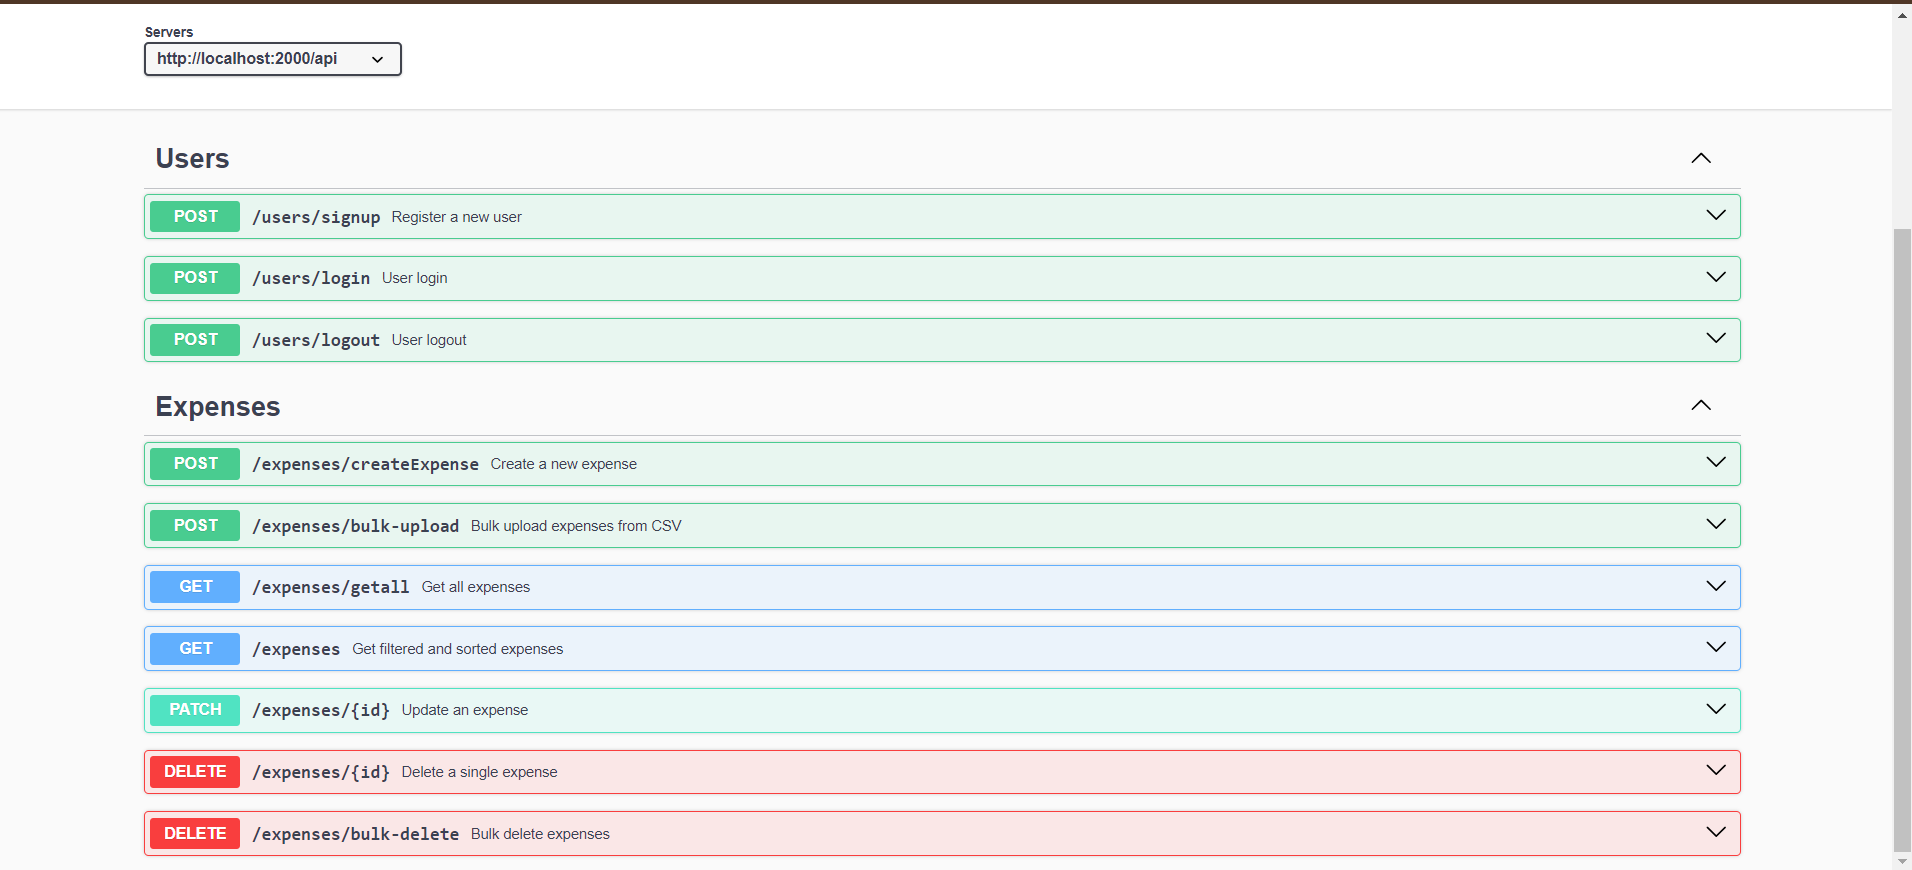 Servers
http://localhost:2000/api
Users
POST /users/signup Register a new user
POST /users/login User login
POST /users/logout User logout
Expenses
POST /expenses/createExpense Create a new expense
POST /expenses/bulk-upload Bulk upload expenses from CSV
GET /expenses/getall Get all expenses
GET /expenses Get filtered and sorted expenses
PATCH /expenses/{id} Update an expense
DELETE /expenses/{id} Delete a single expense
DELETE /expenses/bulk-delete Bulk delete expenses